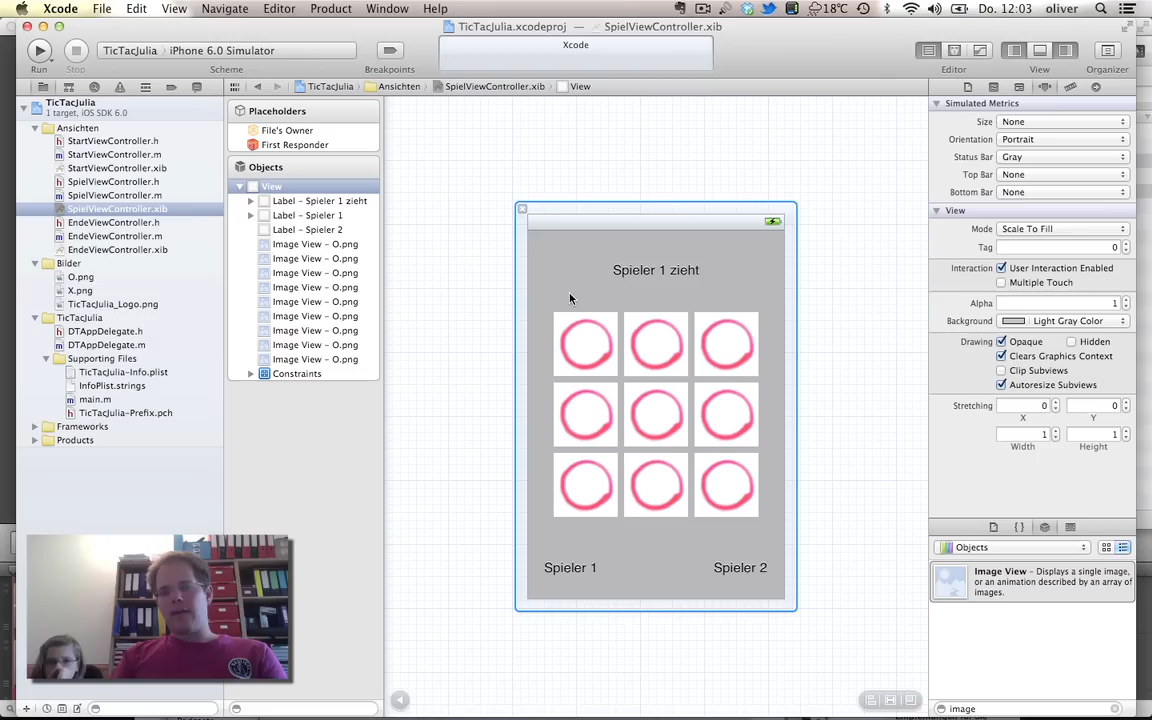 Xcode File Edit View Navigate Editor Product Window Help 18°C Do. 12:03 oliver
TicTacJulia.xcodeproj — SpielViewController.xib
TicTacJulia iPhone 6.0 Simulator
Xcode
Run Stop Scheme Breakpoints Editor View Organizer
TicTacJulia Ansichten SpielViewController.xib View
TicTacJulia
1 target, iOS SDK 6.0
Ansichten
StartViewController.h
StartViewController.m
StartViewController.xib
SpielViewController.h
SpielViewController.m
SpielViewController.xib
EndeViewController.h
EndeViewController.m
EndeViewController.xib
Bilder
O.png
X.png
TicTacJulia_Logo.png
TicTacJulia
DTAppDelegate.h
DTAppDelegate.m
Supporting Files
TicTacJulia-Info.plist
InfoPlist.strings
main.m
TicTacJulia-Prefix.pch
Frameworks
Products
Placeholders
File's Owner
First Responder
Objects
View
Label – Spieler 1 zieht
Label – Spieler 1
Label – Spieler 2
Image View – O.png
Image View – O.png
Image View – O.png
Image View – O.png
Image View – O.png
Image View – O.png
Image View – O.png
Image View – O.png
Image View – O.png
Constraints
Spieler 1 zieht
Spieler 1 Spieler 2
Simulated Metrics
Size None
Orientation Portrait
Status Bar Gray
Top Bar None
Bottom Bar None
View
Mode Scale To Fill
Tag 0
Interaction User Interaction Enabled
Multiple Touch
Alpha 1
Background Light Gray Color
Drawing Opaque Hidden
Clears Graphics Context
Clip Subviews
Autoresize Subviews
Stretching 0 0
X Y
1 1
Width Height
Objects
Image View – Displays a single image,
or an animation described by an array of
images.
image